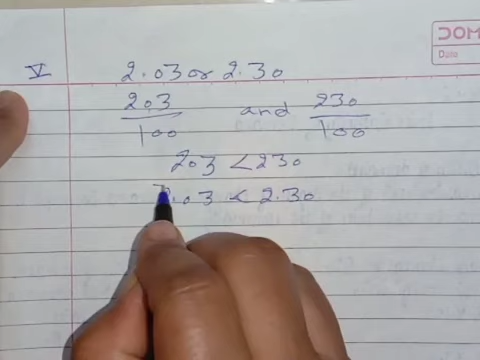 DOM
Date
V 2.03 or 2.30
203/100 and 230/100
203 < 230
2.03 < 2.30